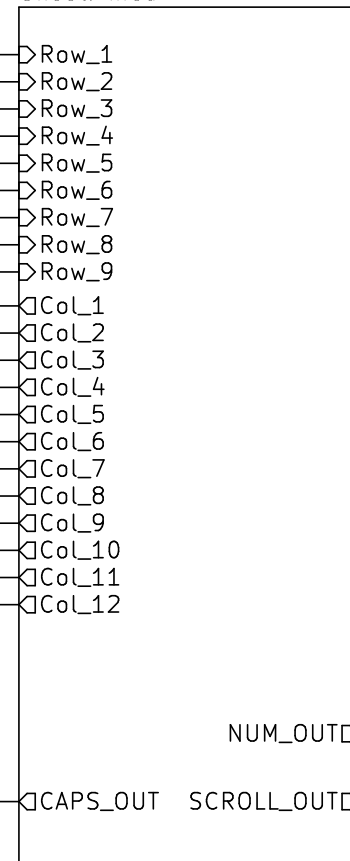 Row_1
Row_2
Row_3
Row_4
Row_5
Row_6
Row_7
Row_8
Row_9
Col_1
Col_2
Col_3
Col_4
Col_5
Col_6
Col_7
Col_8
Col_9
Col_10
Col_11
Col_12
NUM_OUT
CAPS_OUT SCROLL_OUT